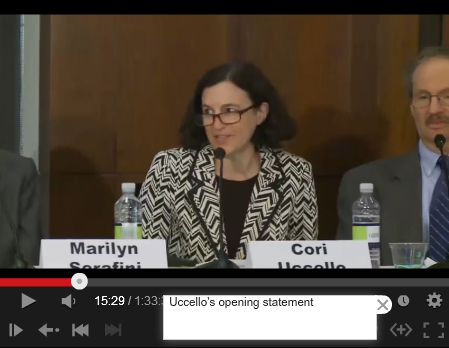 Marilyn
Serafini
Cori
Uccello
15:29 / 1:33:
Uccello's opening statement